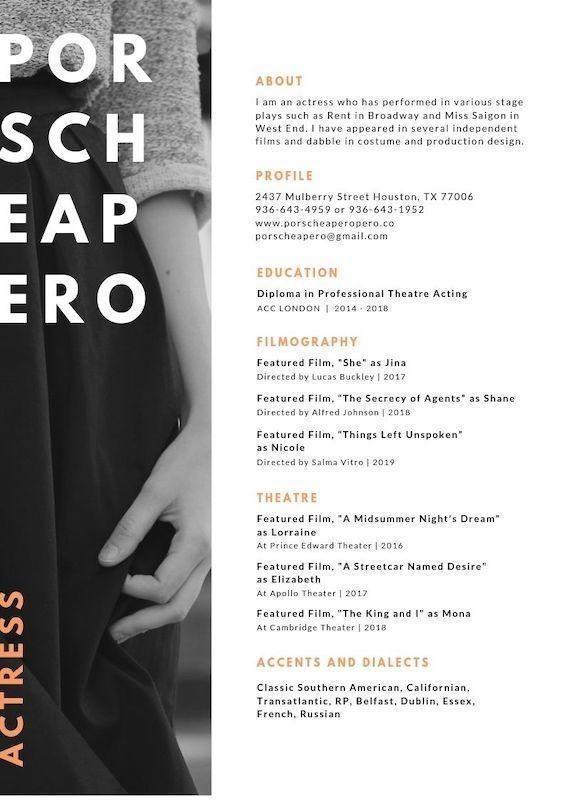 POR
SCH
EAP
ERO
ACTRESS
ABOUT
I am an actress who has performed in various stage
plays such as Rent in Broadway and Miss Saigon in
West End. I have appeared in several independent
films and dabble in costume and production design.
PROFILE
2437 Mulberry Street Houston, TX 77006
936-643-4959 or 936-643-1952
www.porscheaperopero.co
porscheapero@gmail.com
EDUCATION
Diploma in Professional Theatre Acting
ACC LONDON | 2014 - 2018
FILMOGRAPHY
Featured Film, "She" as Jina
Directed by Lucas Buckley | 2017
Featured Film, "The Secrecy of Agents" as Shane
Directed by Alfred Johnson | 2018
Featured Film, "Things Left Unspoken"
as Nicole
Directed by Salma Vitro | 2019
THEATRE
Featured Film, "A Midsummer Night's Dream"
as Lorraine
At Prince Edward Theater | 2016
Featured Film, "A Streetcar Named Desire"
as Elizabeth
At Apollo Theater | 2017
Featured Film, "The King and I" as Mona
At Cambridge Theater | 2018
ACCENTS AND DIALECTS
Classic Southern American, Californian,
Transatlantic, RP, Belfast, Dublin, Essex,
French, Russian